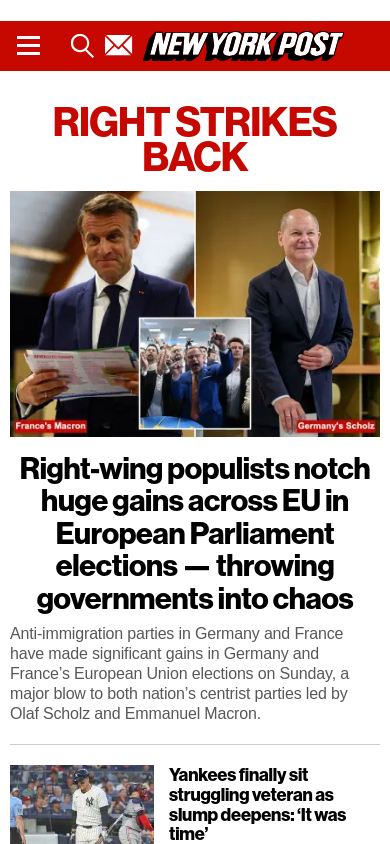 NEW YORK POST
RIGHT STRIKES
BACK
France's Macron
Germany's Scholz
Right-wing populists notch
huge gains across EU in
European Parliament
elections — throwing
governments into chaos
Anti-immigration parties in Germany and France
have made significant gains in Germany and
France’s European Union elections on Sunday, a
major blow to both nation’s centrist parties led by
Olaf Scholz and Emmanuel Macron.
Yankees finally sit
struggling veteran as
slump deepens: ‘It was
time’